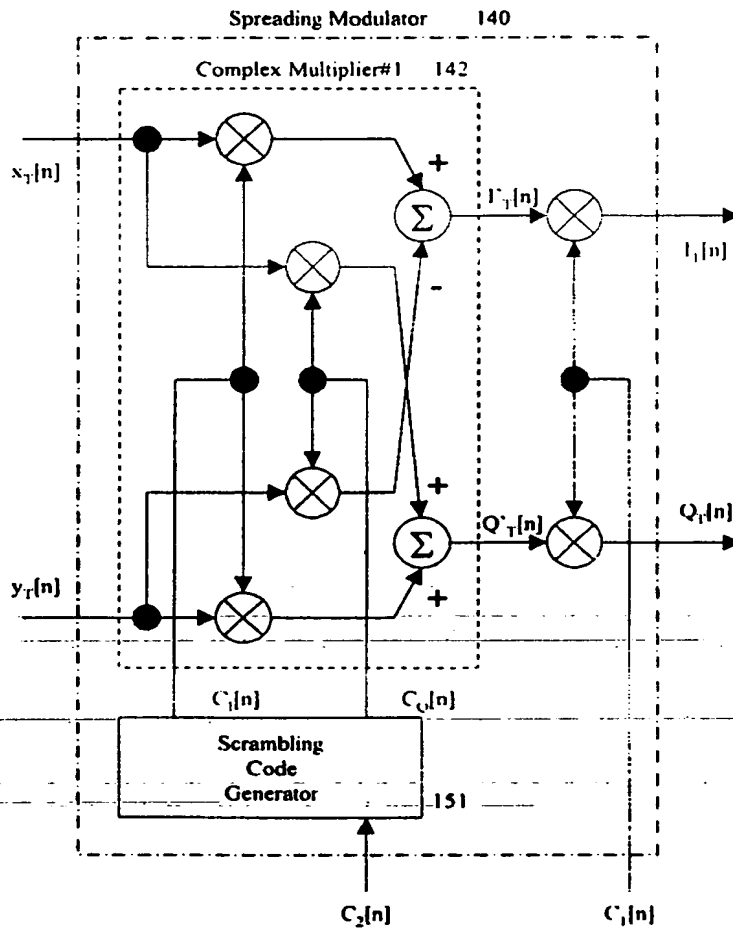 Spreading Modulator 140
Complex Multiplier#1 142
x_T[n]
+
Σ
I'_T[n]
I_T[n]
-
+
Σ
Q'_T[n]
Q_T[n]
+
y_T[n]
C_I[n]
C_Q[n]
Scrambling
Code
Generator
151
C_2[n]
C_1[n]